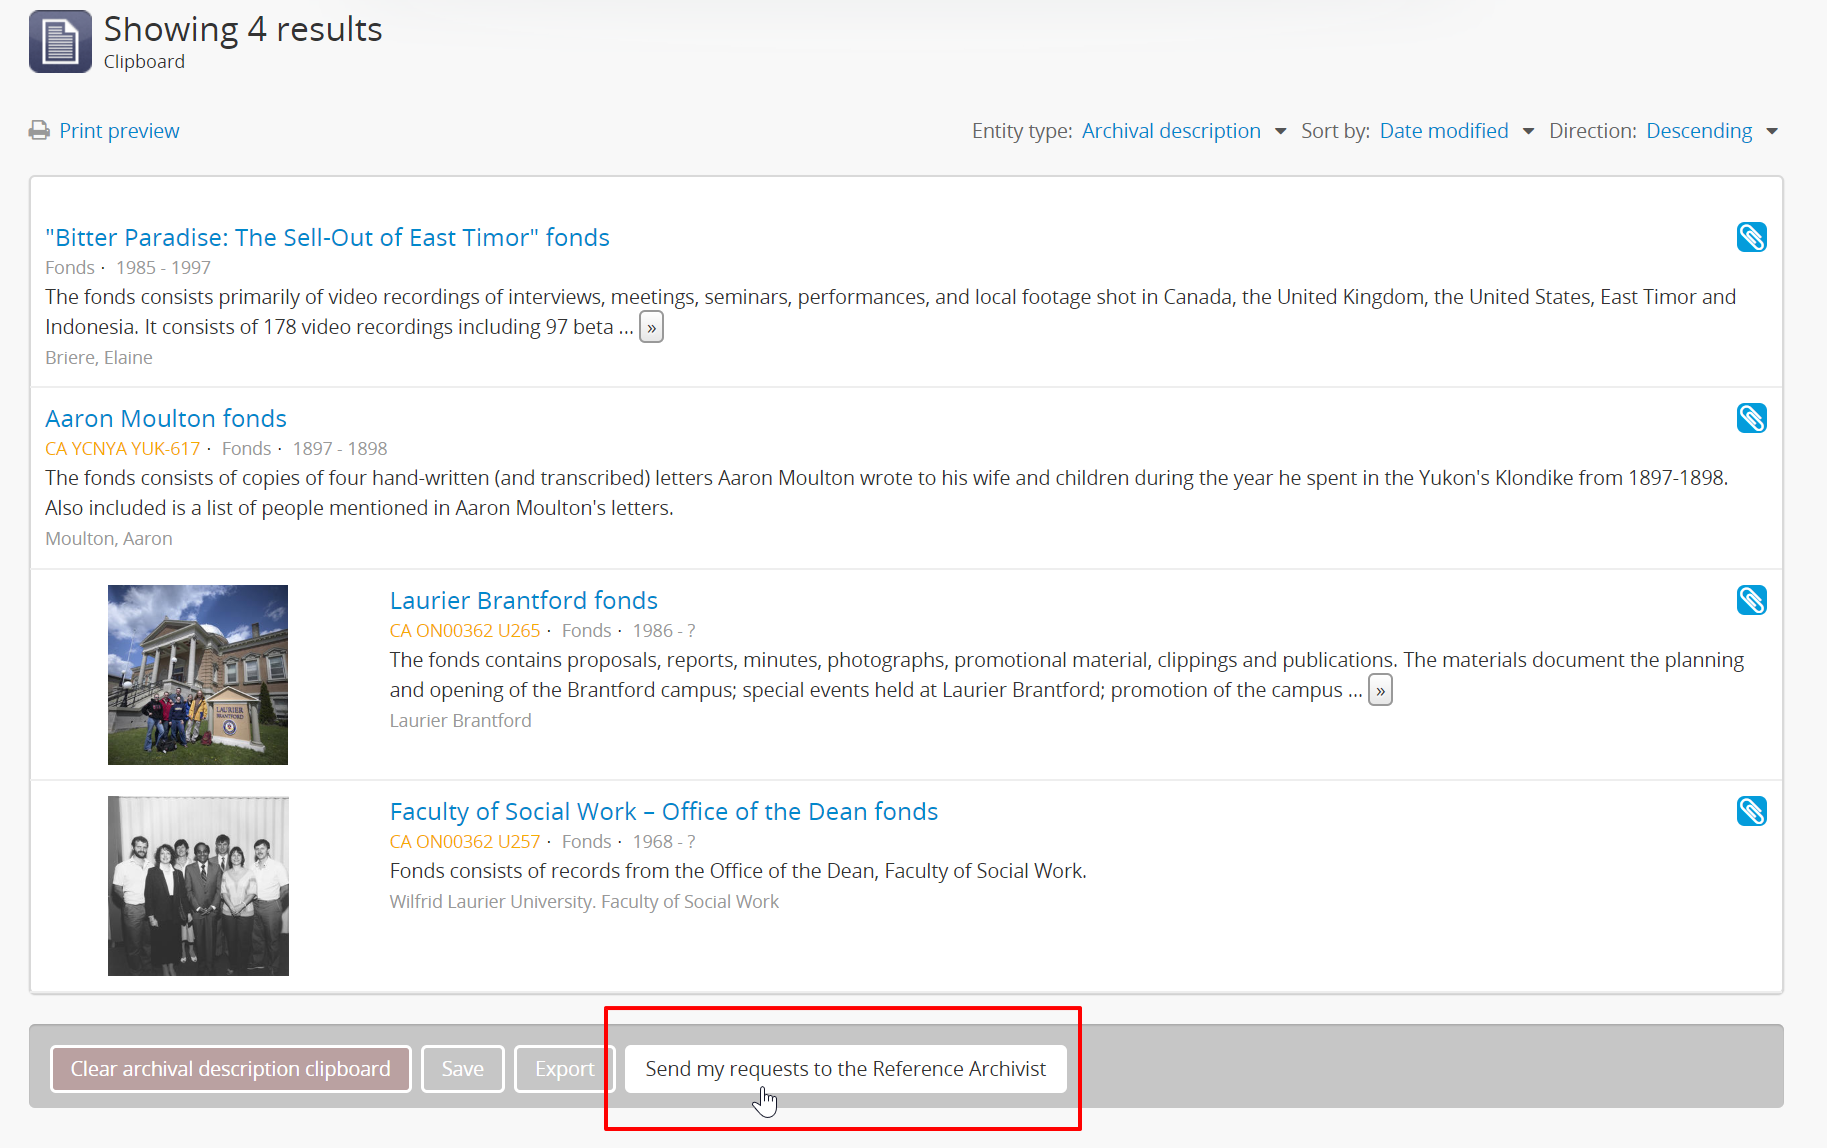 Showing 4 results
Clipboard
Print preview
Entity type: Archival description Sort by: Date modified Direction: Descending
"Bitter Paradise: The Sell-Out of East Timor" fonds
Fonds · 1985 - 1997
The fonds consists primarily of video recordings of interviews, meetings, seminars, performances, and local footage shot in Canada, the United Kingdom, the United States, East Timor and
Indonesia. It consists of 178 video recordings including 97 beta ... »
Briere, Elaine
Aaron Moulton fonds
CA YCNYA YUK-617 · Fonds · 1897 - 1898
The fonds consists of copies of four hand-written (and transcribed) letters Aaron Moulton wrote to his wife and children during the year he spent in the Yukon's Klondike from 1897-1898.
Also included is a list of people mentioned in Aaron Moulton's letters.
Moulton, Aaron
LAURIER
BRANTFORD
Laurier Brantford fonds
CA ON00362 U265 · Fonds · 1986 - ?
The fonds contains proposals, reports, minutes, photographs, promotional material, clippings and publications. The materials document the planning
and opening of the Brantford campus; special events held at Laurier Brantford; promotion of the campus ... »
Laurier Brantford
Faculty of Social Work – Office of the Dean fonds
CA ON00362 U257 · Fonds · 1968 - ?
Fonds consists of records from the Office of the Dean, Faculty of Social Work.
Wilfrid Laurier University. Faculty of Social Work
Clear archival description clipboard Save Export Send my requests to the Reference Archivist